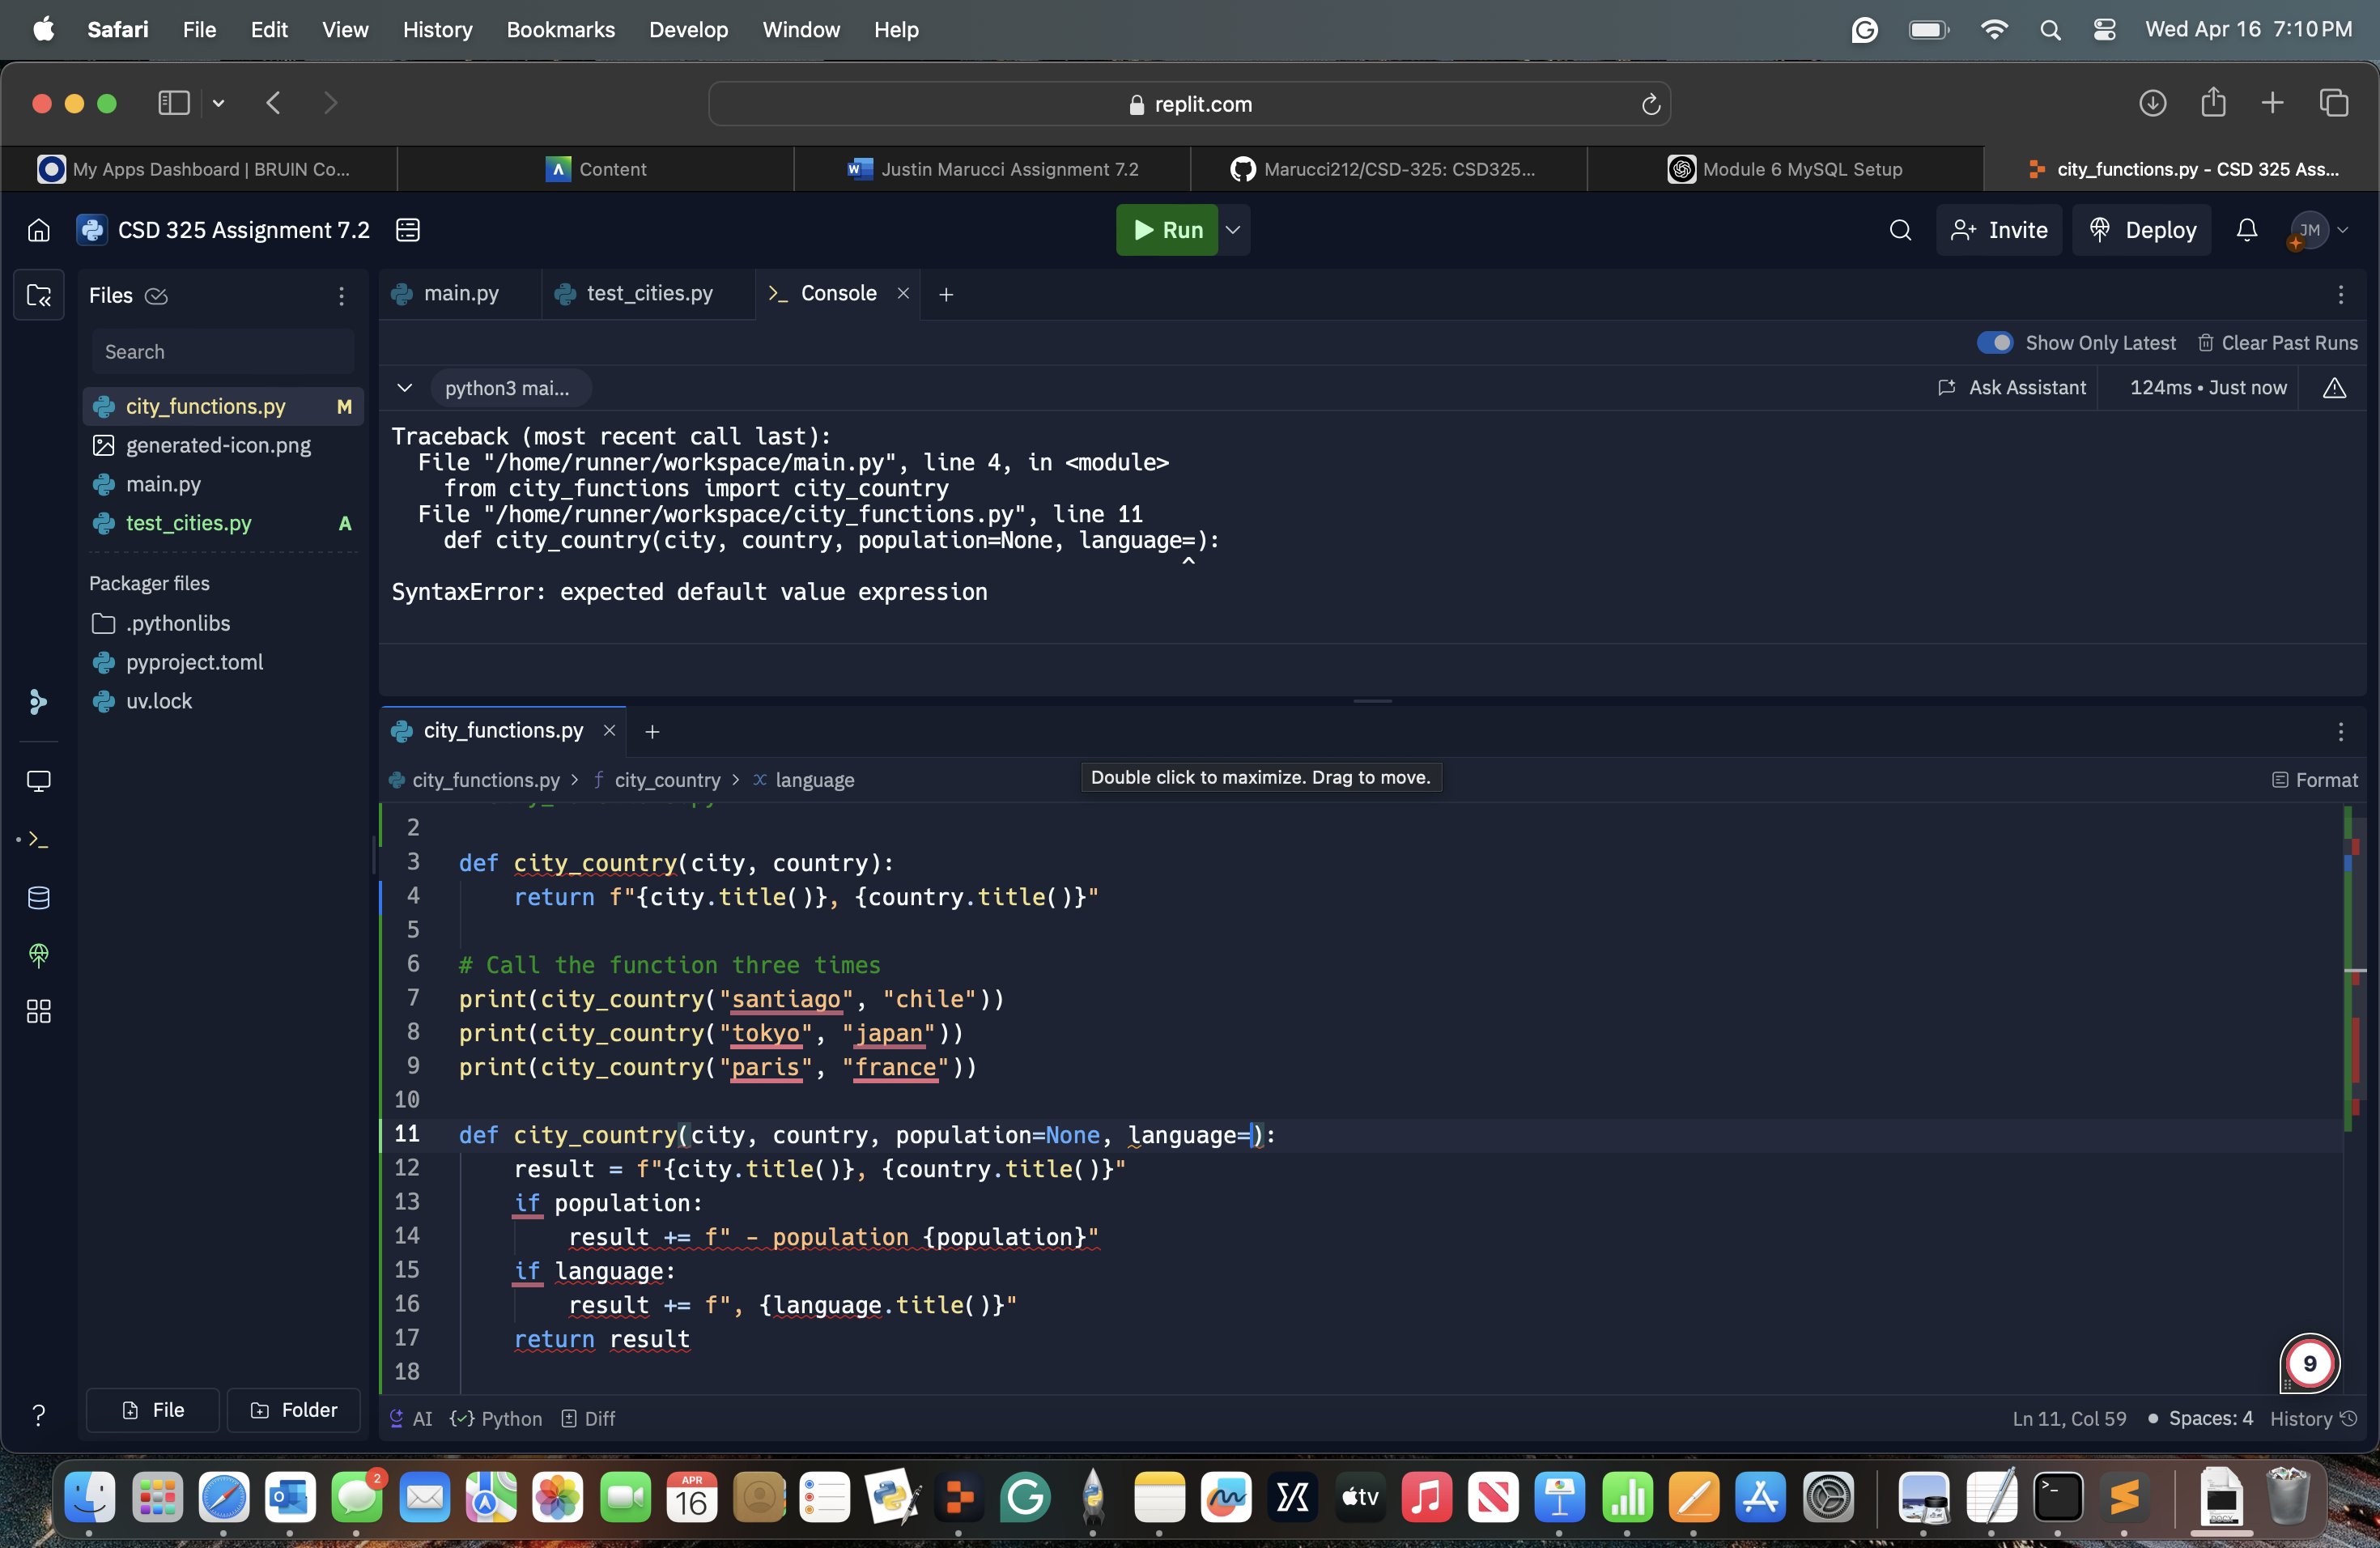 Safari File Edit View History Bookmarks Develop Window Help Wed Apr 16 7:10 PM
replit.com
My Apps Dashboard | BRUIN Co... Content Justin Marucci Assignment 7.2 Marucci212/CSD-325: CSD325... Module 6 MySQL Setup city_functions.py - CSD 325 Ass...
CSD 325 Assignment 7.2 Run Invite Deploy JM
Files main.py test_cities.py Console
Search
Show Only Latest Clear Past Runs
python3 mai... Ask Assistant 124ms • Just now
city_functions.py M
generated-icon.png
main.py
test_cities.py A
Packager files
.pythonlibs
pyproject.toml
uv.lock
Traceback (most recent call last):
File "/home/runner/workspace/main.py", line 4, in <module>
from city_functions import city_country
File "/home/runner/workspace/city_functions.py", line 11
def city_country(city, country, population=None, language=):
^
SyntaxError: expected default value expression
city_functions.py
city_functions.py > city_country > language
Double click to maximize. Drag to move.
Format
2
3 def city_country(city, country):
4 return f"{city.title()}, {country.title()}"
5
6 # Call the function three times
7 print(city_country("santiago", "chile"))
8 print(city_country("tokyo", "japan"))
9 print(city_country("paris", "france"))
10
11 def city_country(city, country, population=None, language=):
12 result = f"{city.title()}, {country.title()}"
13 if population:
14 result += f" - population {population}"
15 if language:
16 result += f", {language.title()}"
17 return result
18
9
File Folder
AI Python Diff Ln 11, Col 59 • Spaces: 4 History
2
APR
16
tv
DOCX